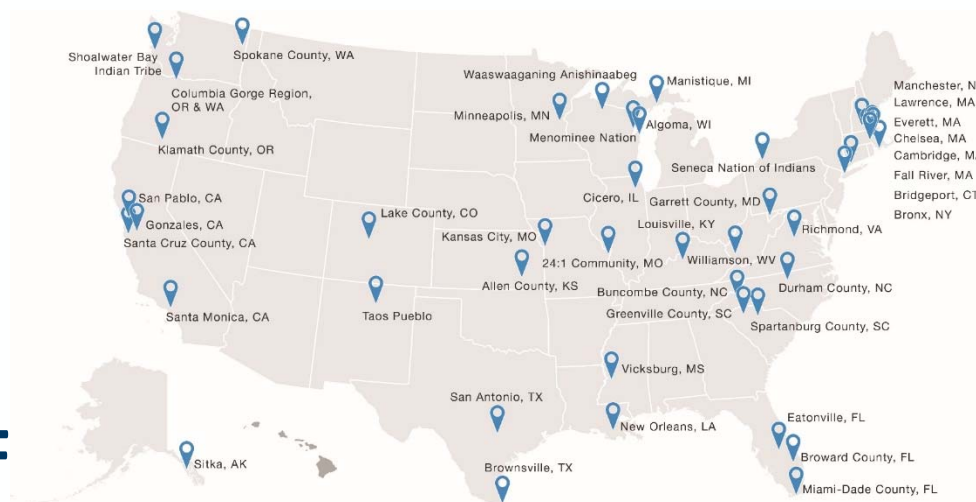 Shoalwater Bay
Indian Tribe
Spokane County, WA
Columbia Gorge Region,
OR & WA
Klamath County, OR
San Pablo, CA
Gonzales, CA
Santa Cruz County, CA
Santa Monica, CA
Lake County, CO
Taos Pueblo
Waaswaaganing Anishinaabeg
Manistique, MI
Minneapolis, MN
Menominee Nation
Algoma, WI
Seneca Nation of Indians
Cicero, IL
Garrett County, MD
Louisville, KY
Kansas City, MO
24:1 Community, MO
Williamson, WV
Richmond, VA
Allen County, KS
Buncombe County, NC
Durham County, NC
Greenville County, SC
Spartanburg County, SC
Manchester, N
Lawrence, MA
Everett, MA
Chelsea, MA
Cambridge, MA
Fall River, MA
Bridgeport, CT
Bronx, NY
Vicksburg, MS
San Antonio, TX
New Orleans, LA
Eatonville, FL
Broward County, FL
Brownsville, TX
Miami-Dade County, FL
Sitka, AK